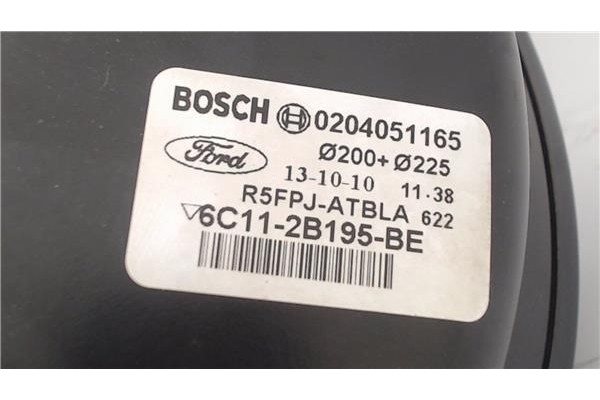 BOSCH 0204051165
Ford Ø200+Ø225
13-10-10 11·38
R5FPJ-ATBLA 622
6C11-2B195-BE